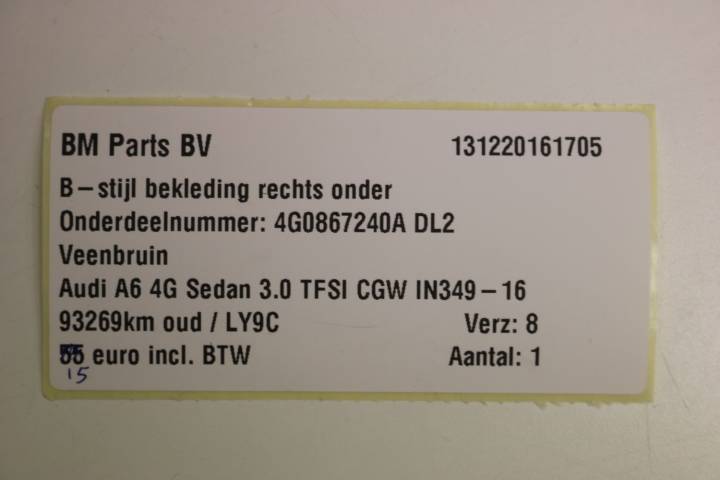 BM Parts BV 131220161705
B-stijl bekleding rechts onder
Onderdeelnummer: 4G0867240A DL2
Veenbruin
Audi A6 4G Sedan 3.0 TFSI CGW IN349-16
93269km oud / LY9C Verz: 8
55 euro incl. BTW Aantal: 1
15